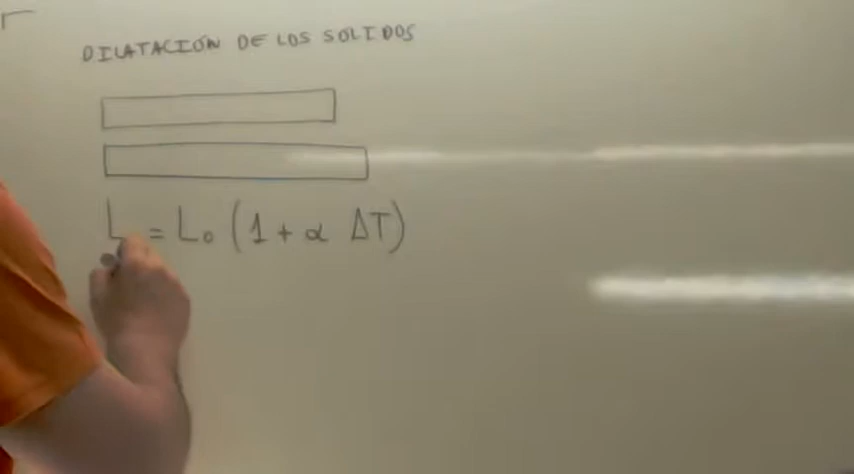 DILATACIÓN DE LOS SOLIDOS
L = L₀ (1 + α ΔT)